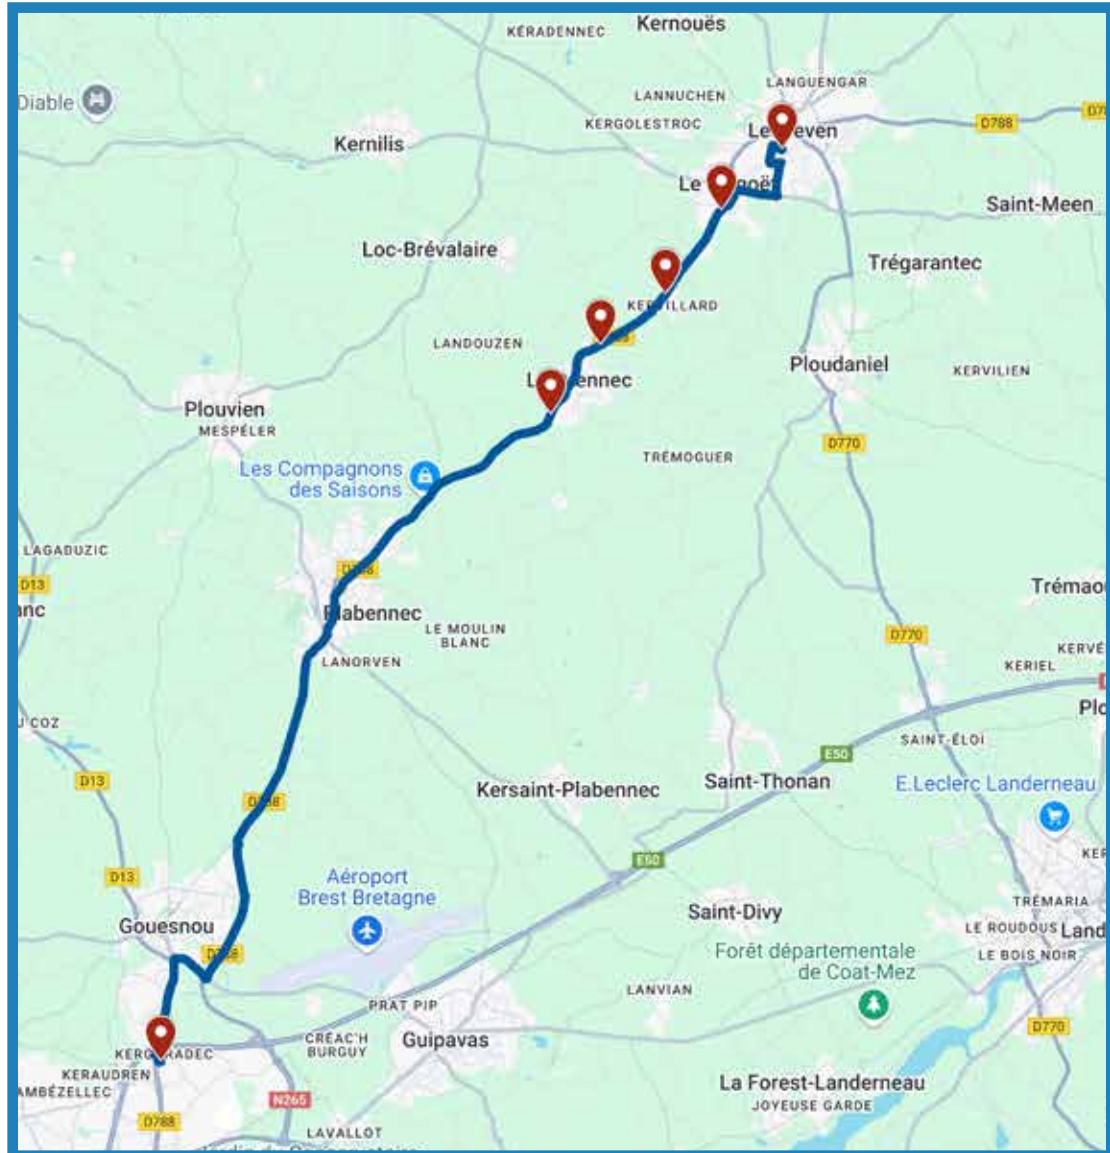 Kernouës
KÉRADENNEC
LANGUENGAR
Diable
LANNUCHEN
KERGOLESTROC
D788
Kernilis
Le
Saint-Meen
Loc-Brévalaire
Trégarantec
LANDOUZEN
Ploudaniel
KERVILIEN
Plouvien
MESPÉLER
D770
TRÉMOGUER
Les Compagnons
des Saisons
LAGADUZIC
D13
Plabennec
LE MOULIN
BLANC
LANORVEN
D770
KERIEL
SAINT-ÉLOI
E50
D13
Kersaint-Plabennec
Saint-Thonan
E.Leclerc Landerneau
E50
D13
Aéroport
Brest Bretagne
Gouesnou
Saint-Divy
TRÉMARIA
LE ROUDOUS
LE BOIS NOIR
Forêt départementale
de Coat-Mez
LANVIAN
PRAT PIP
CRÉAC'H
BURGUY
Guipavas
D770
KERAUDREN
La Forest-Landerneau
JOYEUSE GARDE
N265
D788
LAVALLOT